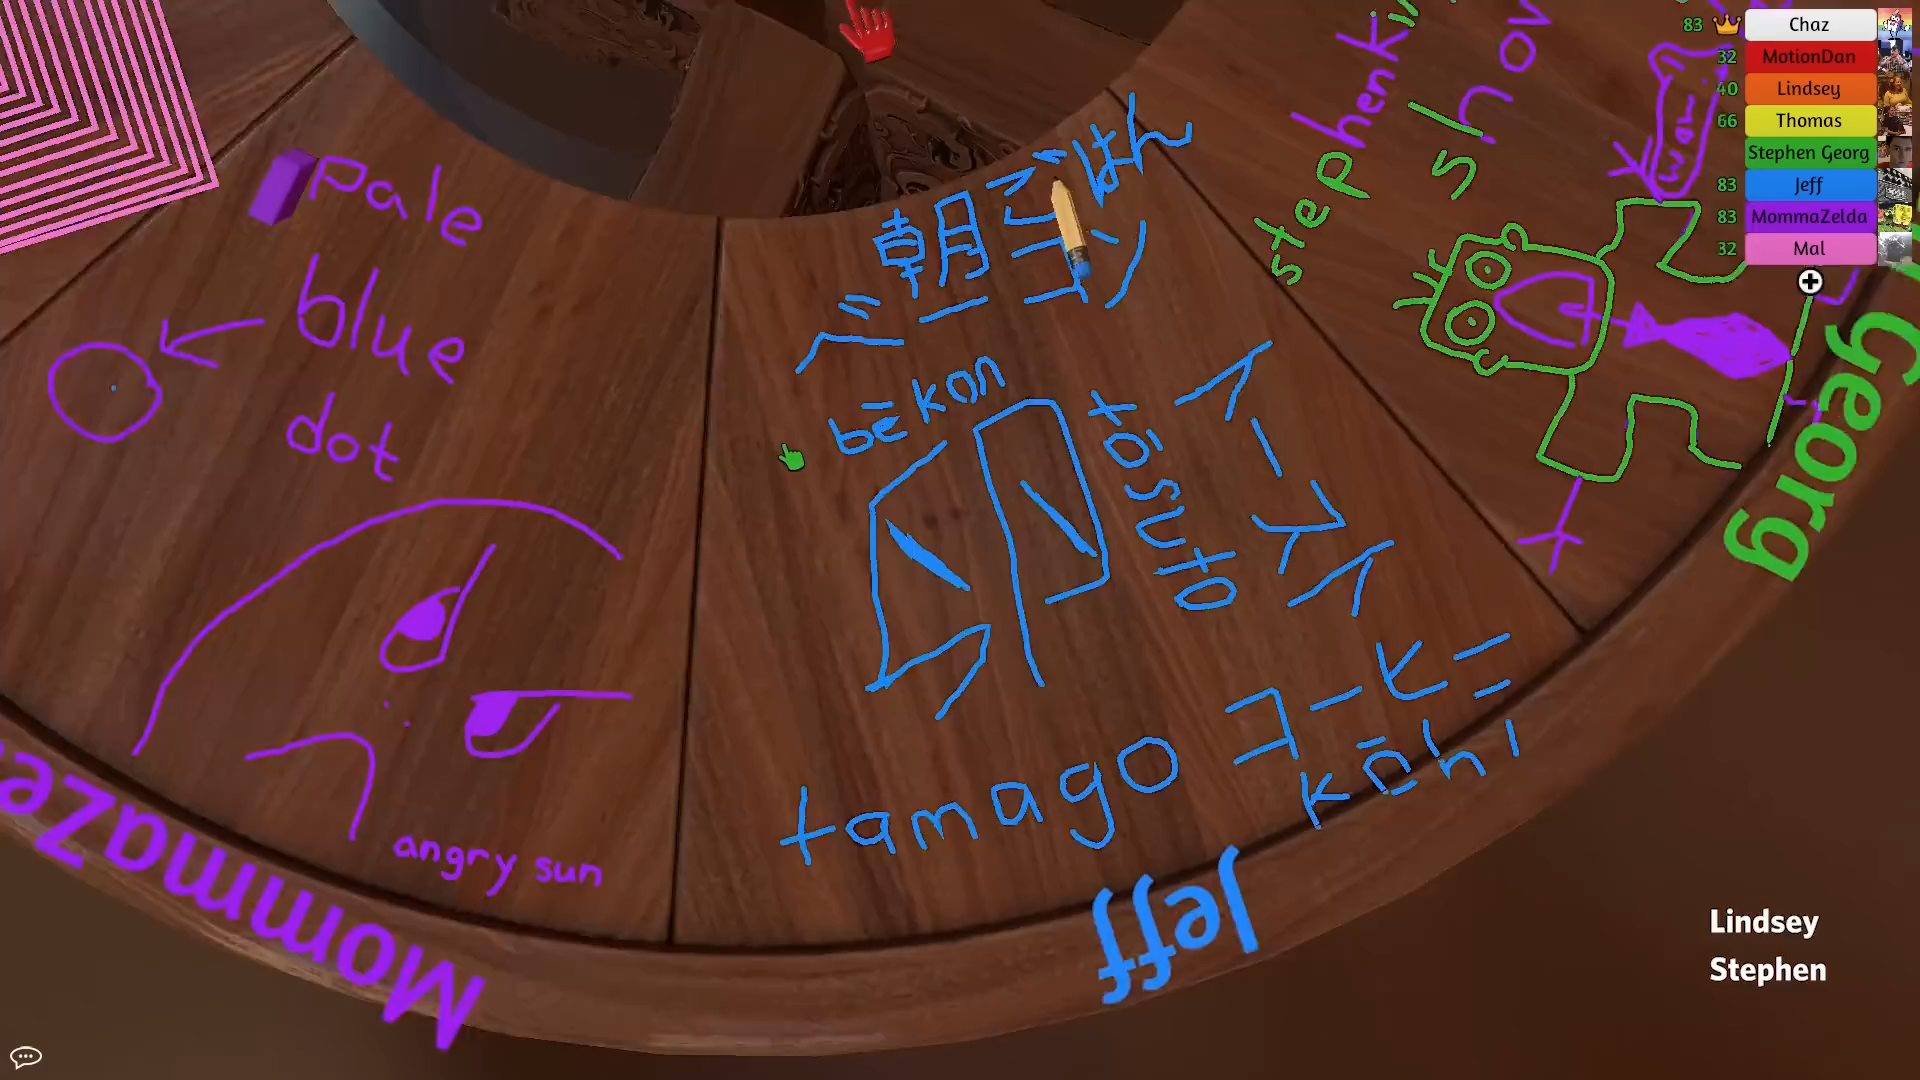 83 Chaz
32 MotionDan
40 Lindsey
66 Thomas
Stephen Georg
83 Jeff
83 MommaZelda
32 Mal
pale
blue
dot
angry sun
朝ごはん
ベーコン
bēkon
卵
tamago
トースト
tōsuto
コーヒー
kōhī
Jeff
Georg
Lindsey
Stephen